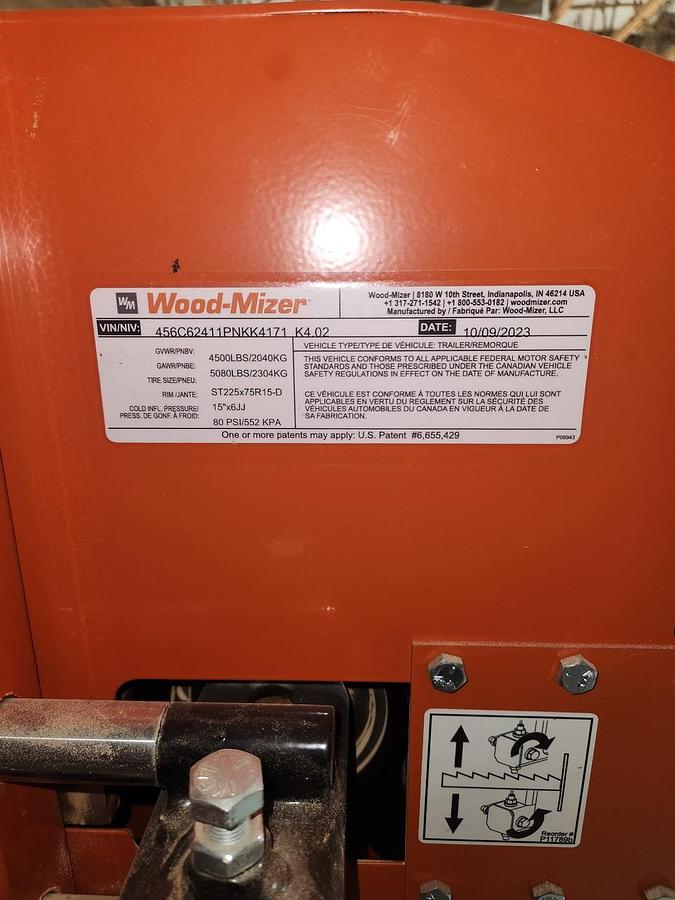 WM Wood-Mizer
Wood-Mizer | 8180 W 10th Street, Indianapolis, IN 46214 USA
+1 317-271-1542 | +1 800-553-0182 | woodmizer.com
Manufactured by / Fabriqué Par: Wood-Mizer, LLC
VIN/NIV: 456C62411PNKK4171 K4.02 DATE: 10/09/2023
GVWR/PNBV: 4500LBS/2040KG
GAWR/PNBE: 5080LBS/2304KG
TIRE SIZE/PNEU: ST225x75R15-D
RIM /JANTE: 15"x6JJ
COLD INFL. PRESSURE/
PRESS. DE GONF. À FROID: 80 PSI/552 KPA
VEHICLE TYPE/TYPE DE VÉHICULE: TRAILER/REMORQUE
THIS VEHICLE CONFORMS TO ALL APPLICABLE FEDERAL MOTOR SAFETY
STANDARDS AND THOSE PRESCRIBED UNDER THE CANADIAN VEHICLE
SAFETY REGULATIONS IN EFFECT ON THE DATE OF MANUFACTURE.
CE VÉHICULE EST CONFORME À TOUTES LES NORMES QUI LUI SONT
APPLICABLES EN VERTU DU REGLEMENT SUR LA SÉCURITÉ DES
VÉHICULES AUTOMOBILES DU CANADA EN VIGUEUR À LA DATE DE
SA FABRICATION.
One or more patents may apply: U.S. Patent #6,655,429
P09943
Reorder #
P11789b